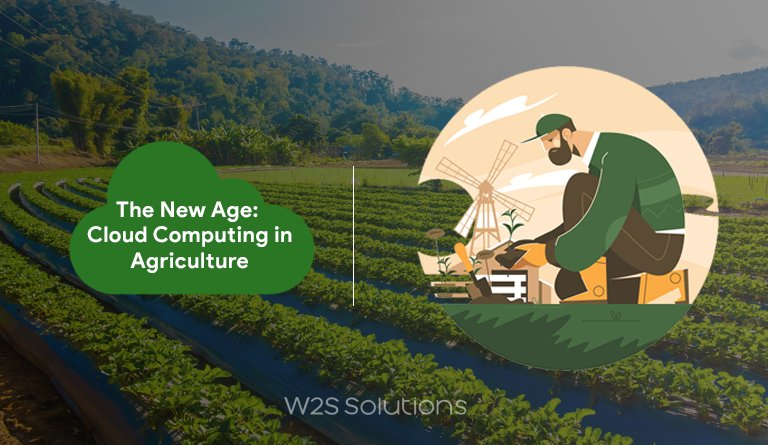 The New Age:
Cloud Computing in
Agriculture
W2S Solutions